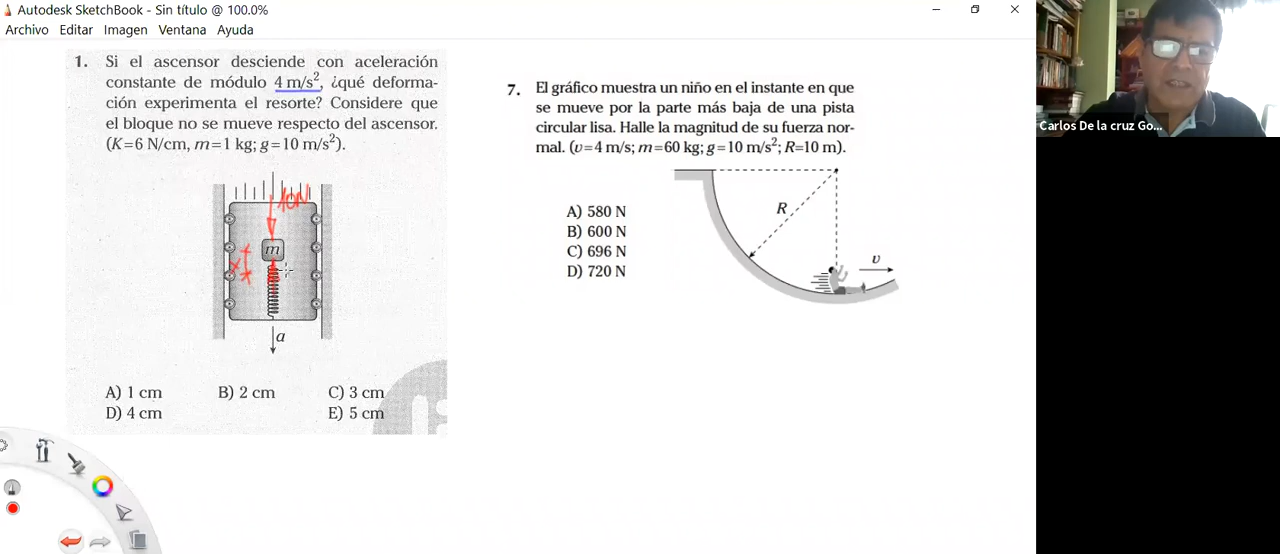 Autodesk SketchBook - Sin título @ 100.0%
Archivo Editar Imagen Ventana Ayuda
1. Si el ascensor desciende con aceleración
constante de módulo 4 m/s², ¿qué deforma-
ción experimenta el resorte? Considere que
el bloque no se mueve respecto del ascensor.
(K=6 N/cm, m=1 kg; g=10 m/s²).
10N
m
x
a
A) 1 cm B) 2 cm C) 3 cm
D) 4 cm E) 5 cm
7. El gráfico muestra un niño en el instante en que
se mueve por la parte más baja de una pista
circular lisa. Halle la magnitud de su fuerza nor-
mal. (v=4 m/s; m=60 kg; g=10 m/s²; R=10 m).
A) 580 N
B) 600 N
C) 696 N
D) 720 N
R
v
Carlos De la cruz Go...